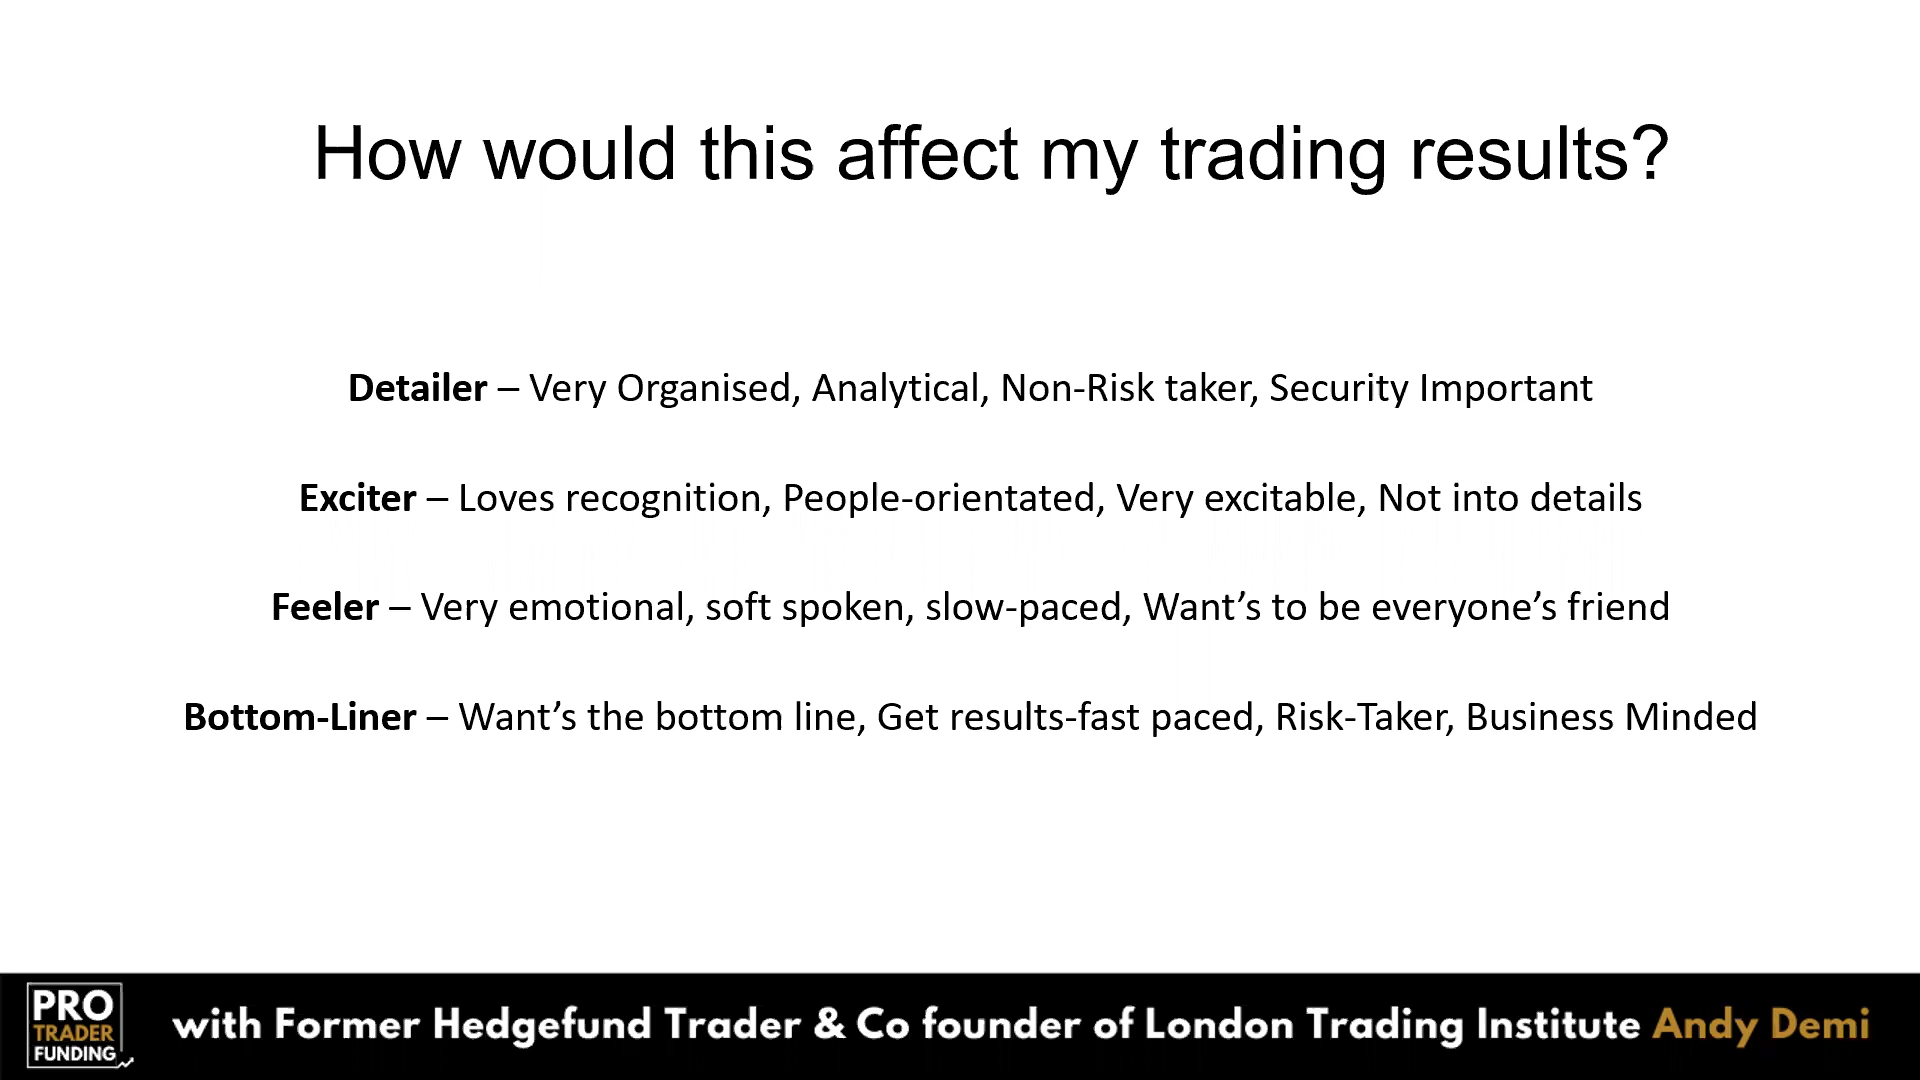 How would this affect my trading results?
Detailer – Very Organised, Analytical, Non-Risk taker, Security Important
Exciter – Loves recognition, People-orientated, Very excitable, Not into details
Feeler – Very emotional, soft spoken, slow-paced, Want’s to be everyone’s friend
Bottom-Liner – Want’s the bottom line, Get results-fast paced, Risk-Taker, Business Minded
PRO
TRADER
FUNDING
with Former Hedgefund Trader & Co founder of London Trading Institute Andy Demi